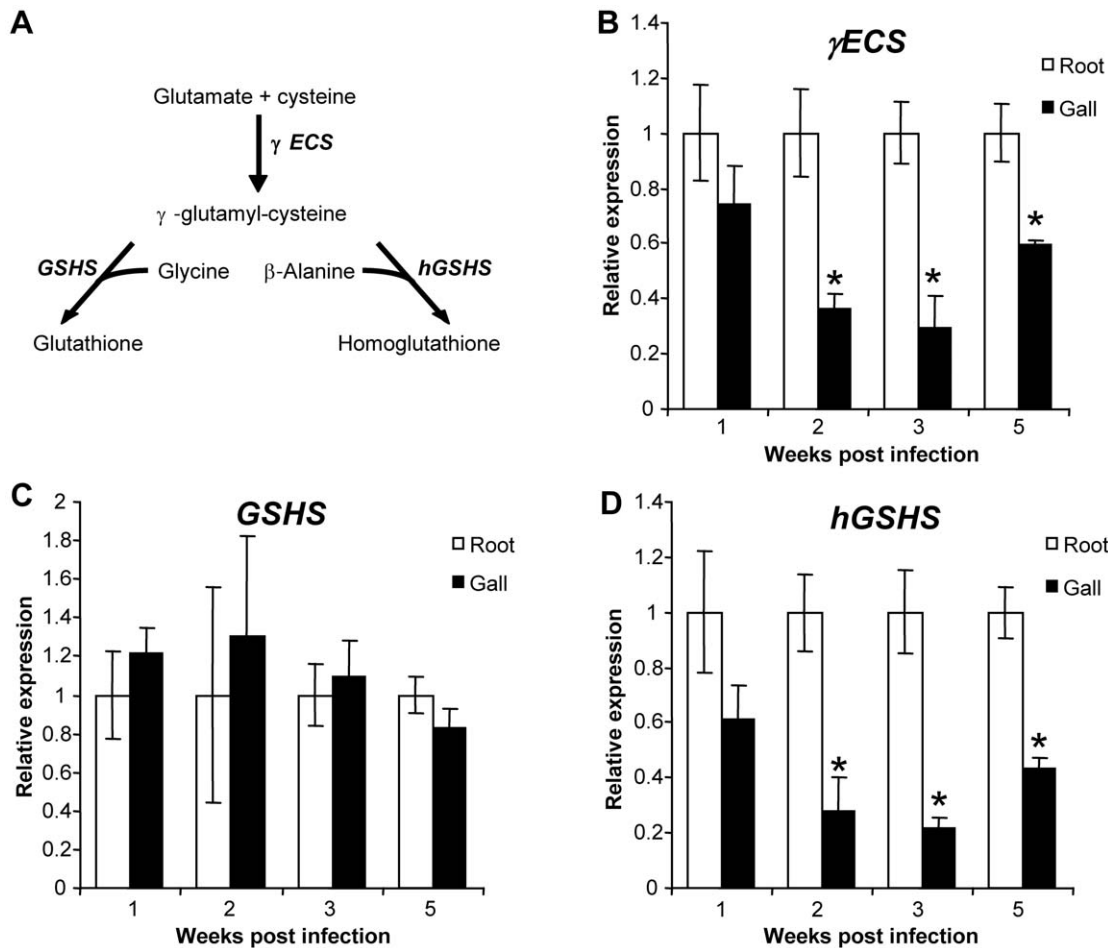 A
Glutamate + cysteine
γ ECS
γ -glutamyl-cysteine
GSHS
Glycine
β-Alanine
hGSHS
Glutathione
Homoglutathione
B
γECS
Root
Gall
Relative expression
1.4
1.2
1
0.8
0.6
0.4
0.2
0
*
*
*
1
2
3
5
Weeks post infection
C
GSHS
Root
Gall
Relative expression
2
1.8
1.6
1.4
1.2
1
0.8
0.6
0.4
0.2
0
1
2
3
5
Weeks post infection
D
hGSHS
Root
Gall
Relative expression
1.4
1.2
1
0.8
0.6
0.4
0.2
0
*
*
*
1
2
3
5
Weeks post infection